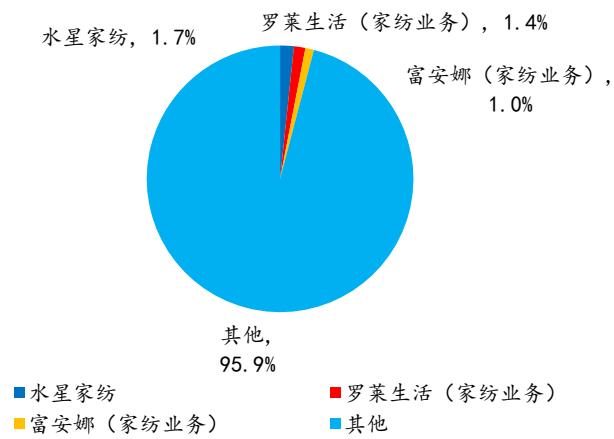 水星家纺, 1.7%
罗莱生活（家纺业务）, 1.4%
富安娜（家纺业务）,
1.0%
其他,
95.9%
水星家纺
罗莱生活（家纺业务）
富安娜（家纺业务）
其他